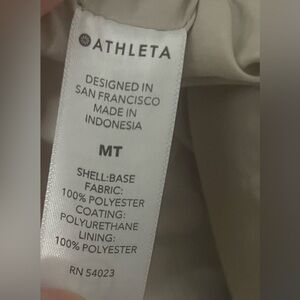 ATHLETA
DESIGNED IN
SAN FRANCISCO
MADE IN
INDONESIA
MT
SHELL:BASE
FABRIC:
100% POLYESTER
COATING:
POLYURETHANE
LINING:
100% POLYESTER
RN 54023